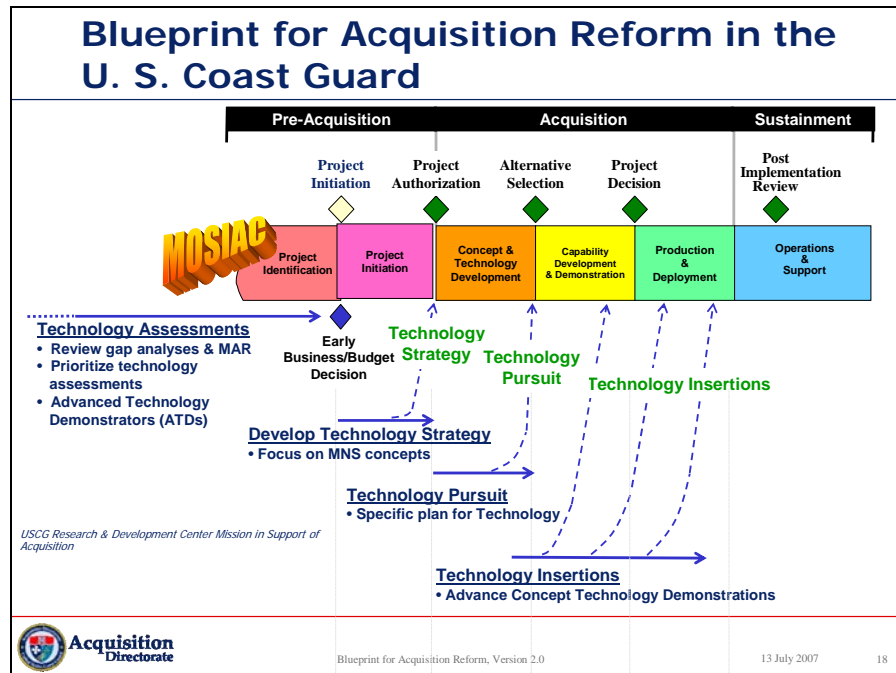 Blueprint for Acquisition Reform in the
U. S. Coast Guard
Pre-Acquisition
Acquisition
Sustainment
Project
Initiation
Project
Authorization
Alternative
Selection
Project
Decision
Post
Implementation
Review
MOSIAC
Project
Identification
Project
Initiation
Concept &
Technology
Development
Capability
Development
& Demonstration
Production
&
Deployment
Operations
&
Support
Technology Assessments
• Review gap analyses & MAR
• Prioritize technology
assessments
• Advanced Technology
Demonstrators (ATDs)
Early
Business/Budget
Decision
Technology
Strategy
Technology
Pursuit
Technology Insertions
Develop Technology Strategy
• Focus on MNS concepts
Technology Pursuit
• Specific plan for Technology
USCG Research & Development Center Mission in Support of
Acquisition
Technology Insertions
• Advance Concept Technology Demonstrations
Acquisition
Directorate
Blueprint for Acquisition Reform, Version 2.0
13 July 2007
18